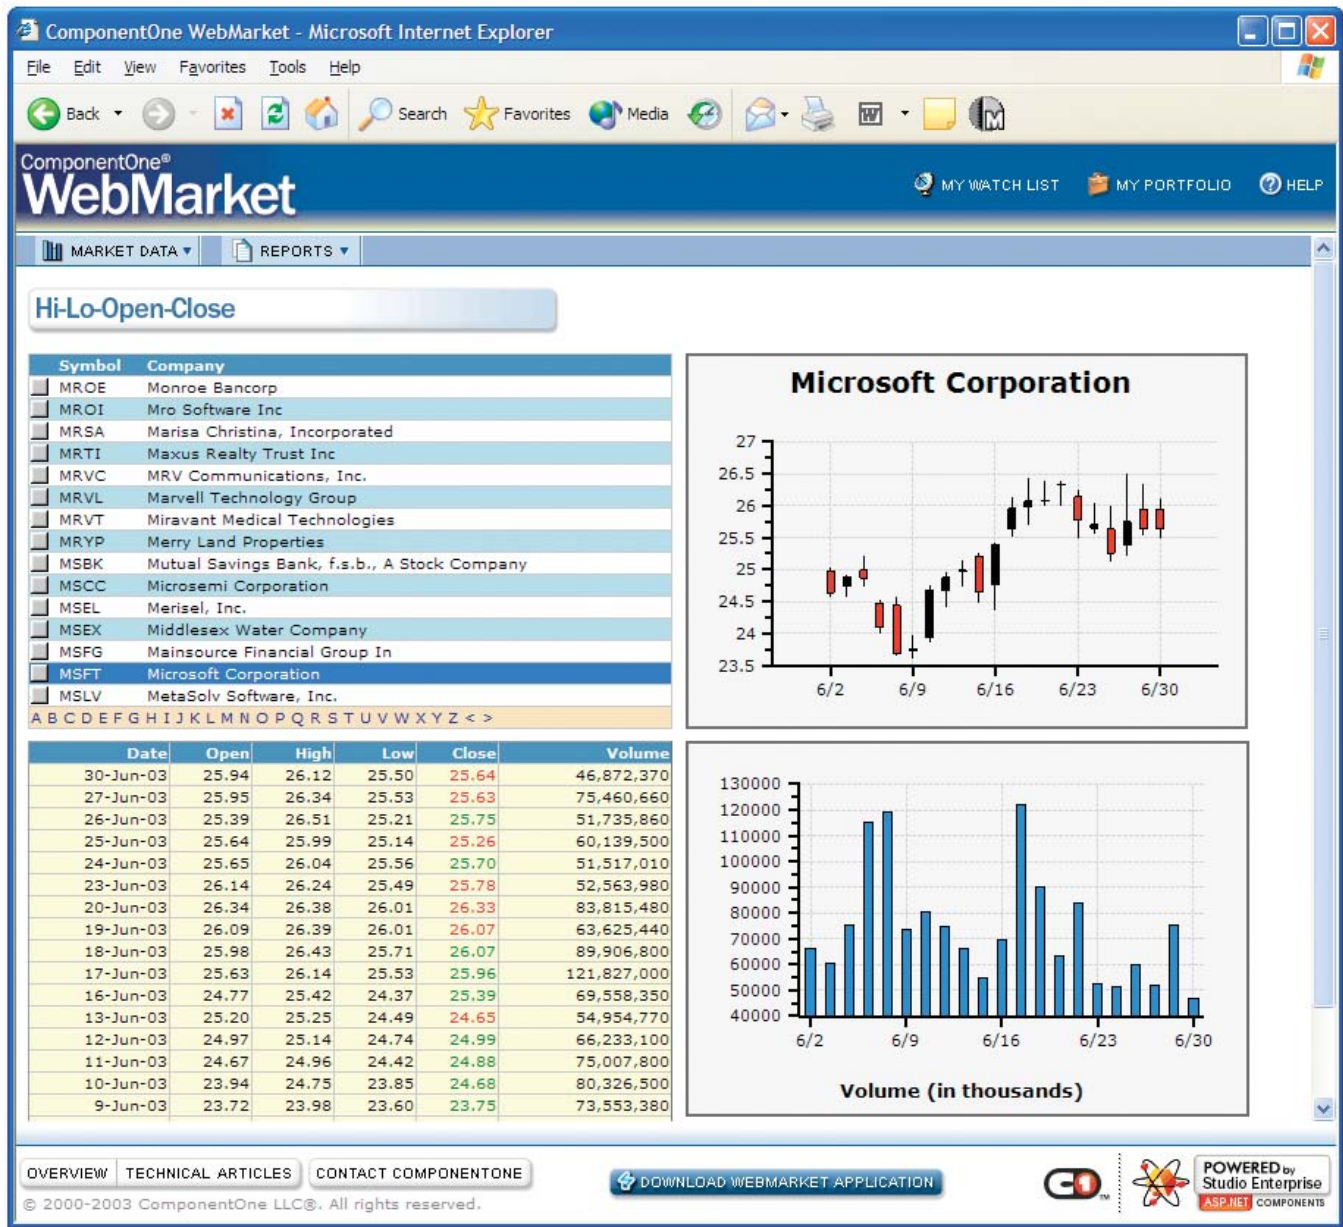 ComponentOne WebMarket - Microsoft Internet Explorer
File Edit View Favorites Tools Help
Back Search Favorites Media
ComponentOne®
WebMarket
MY WATCH LIST MY PORTFOLIO HELP
MARKET DATA REPORTS
Hi-Lo-Open-Close
Symbol Company
MROE Monroe Bancorp
MROI Mro Software Inc
MRSA Marisa Christina, Incorporated
MRTI Maxus Realty Trust Inc
MRVC MRV Communications, Inc.
MRVL Marvell Technology Group
MRVT Miravant Medical Technologies
MRYP Merry Land Properties
MSBK Mutual Savings Bank, f.s.b., A Stock Company
MSCC Microsemi Corporation
MSEL Merisel, Inc.
MSEX Middlesex Water Company
MSFG Mainsource Financial Group In
MSFT Microsoft Corporation
MSLV MetaSolv Software, Inc.
A B C D E F G H I J K L M N O P Q R S T U V W X Y Z < >
Microsoft Corporation
27
26.5
26
25.5
25
24.5
24
23.5
6/2 6/9 6/16 6/23 6/30
Date Open High Low Close Volume
30-Jun-03 25.94 26.12 25.50 25.64 46,872,370
27-Jun-03 25.95 26.34 25.53 25.63 75,460,660
26-Jun-03 25.39 26.51 25.21 25.75 51,735,860
25-Jun-03 25.64 25.99 25.14 25.26 60,139,500
24-Jun-03 25.65 26.04 25.56 25.70 51,517,010
23-Jun-03 26.14 26.24 25.49 25.78 52,563,980
20-Jun-03 26.34 26.38 26.01 26.33 83,815,480
19-Jun-03 26.09 26.39 26.01 26.07 63,625,440
18-Jun-03 25.98 26.43 25.71 26.07 89,906,800
17-Jun-03 25.63 26.14 25.53 25.96 121,827,000
16-Jun-03 24.77 25.42 24.37 25.39 69,558,350
13-Jun-03 25.20 25.25 24.49 24.65 54,954,770
12-Jun-03 24.97 25.14 24.74 24.99 66,233,100
11-Jun-03 24.67 24.96 24.42 24.88 75,007,800
10-Jun-03 23.94 24.75 23.85 24.68 80,326,500
9-Jun-03 23.72 23.98 23.60 23.75 73,553,380
130000
120000
110000
100000
90000
80000
70000
60000
50000
40000
6/2 6/9 6/16 6/23 6/30
Volume (in thousands)
OVERVIEW TECHNICAL ARTICLES CONTACT COMPONENTONE
DOWNLOAD WEBMARKET APPLICATION
© 2000-2003 ComponentOne LLC®. All rights reserved.
C1™
POWERED by
Studio Enterprise
ASP.NET COMPONENTS